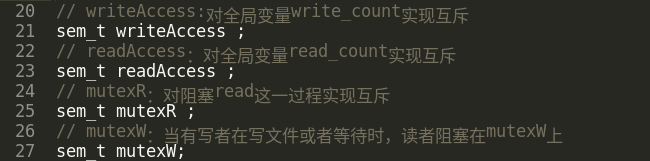 20 // writeAccess:对全局变量write_count实现互斥
21 sem_t writeAccess ;
22 // readAccess：对全局变量read_count实现互斥
23 sem_t readAccess ;
24 // mutexR：对阻塞read这一过程实现互斥
25 sem_t mutexR ;
26 // mutexW：当有写者在写文件或者等待时，读者阻塞在mutexW上
27 sem_t mutexW;